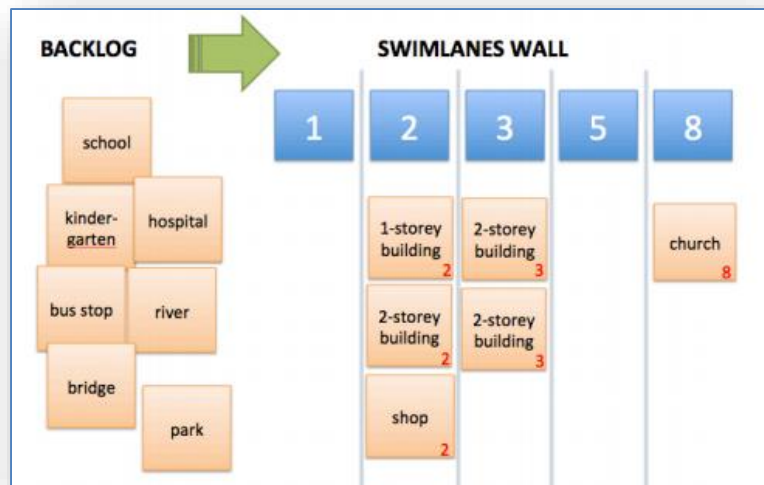 BACKLOG
SWIMLANES WALL
1
2
3
5
8
school
kinder-
garten
hospital
bus stop
river
bridge
park
1-storey
building
2
2-storey
building
2
shop
2
2-storey
building
3
2-storey
building
3
church
8